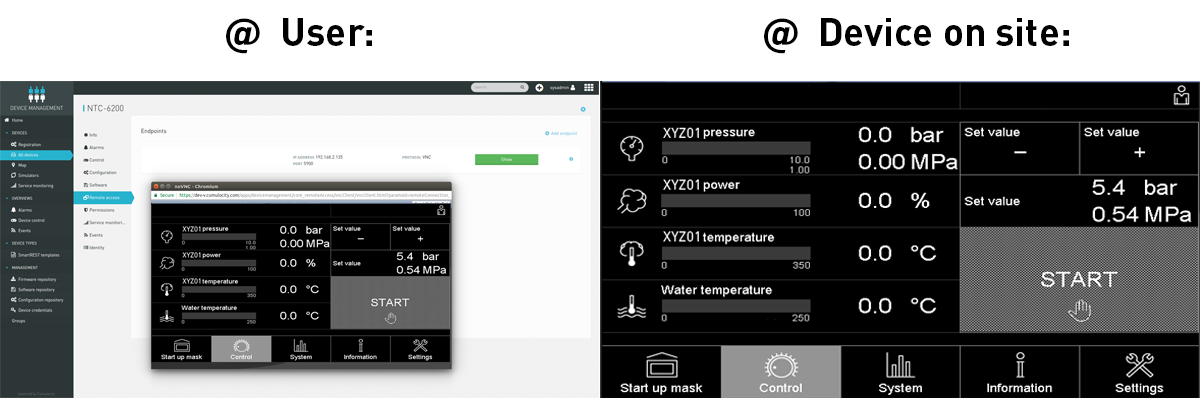 @ User:
@ Device on site:
DEVICE MANAGEMENT
Home
DEVICES
Registration
All devices
Map
Simulators
Service monitoring
OVERVIEWS
Alarms
Device control
Events
DEVICE TYPES
SmartREST templates
MANAGEMENT
Firmware repository
Software repository
Configuration repository
Device credentials
Groups
Search
sysadmin
NTC-6200
Info
Alarms
Control
Configuration
Software
Remote access
Permissions
Service monitori...
Events
Identity
Endpoints
Add endpoint
IP ADDRESS 192.168.2.135
PORT 5900
PROTOCOL VNC
Show
noVNC - Chromium
Secure
XYZ01 pressure
10.0
1.00
0.0 bar
0.00 MPa
XYZ01 power
100
0
0.0 %
XYZ01 temperature
0
350
0.0 °C
Water temperature
0
250
0.0 °C
Set value
−
Set value
+
Set value
5.4 bar
0.54 MPa
START
Start up mask
Control
System
Information
Settings
XYZ01 pressure
0
10.0
1.00
0.0 bar
0.00 MPa
XYZ01 power
0
100
0.0 %
XYZ01 temperature
0
350
0.0 °C
Water temperature
0
250
0.0 °C
Set value
−
Set value
+
Set value
5.4 bar
0.54 MPa
START
Start up mask
Control
System
Information
Settings